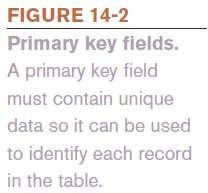 FIGURE 14-2
Primary key fields.
A primary key field
must contain unique
data so it can be used
to identify each record
in the table.